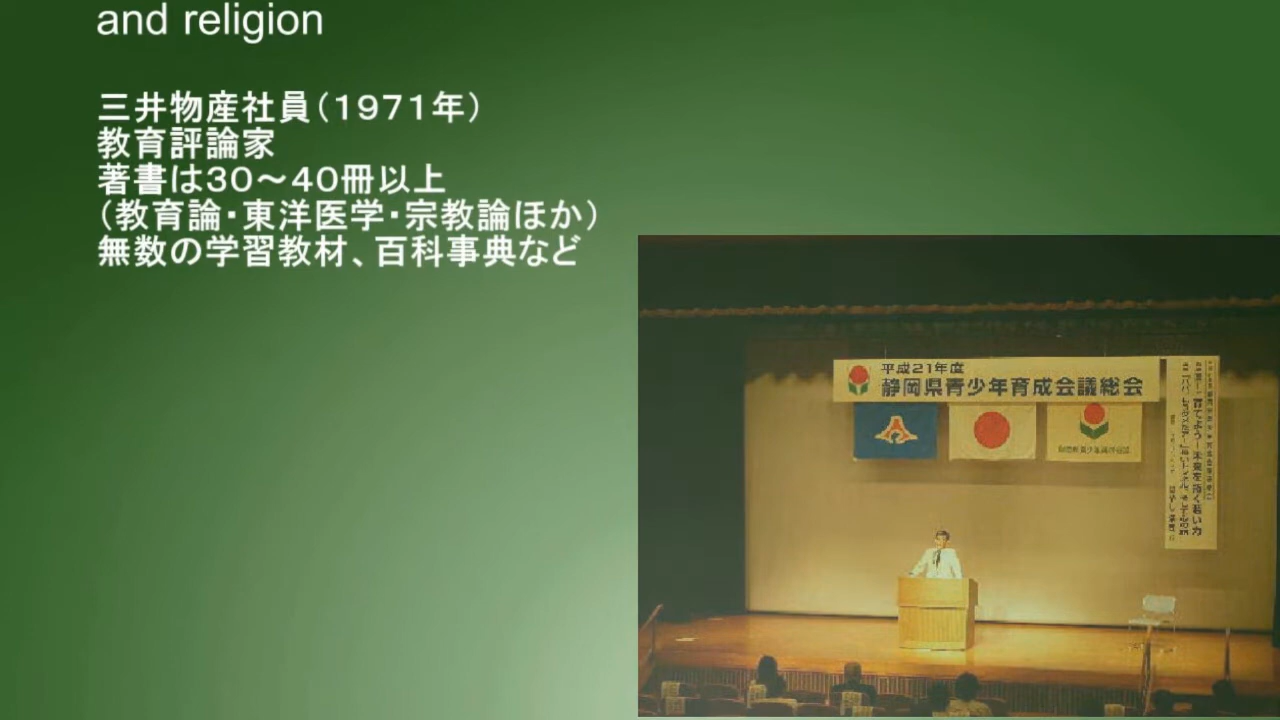 and religion
三井物産社員（１９７１年）
教育評論家
著書は３０～４０冊以上
（教育論・東洋医学・宗教論ほか）
無数の学習教材、百科事典など
平成21年度
静岡県青少年育成会議総会